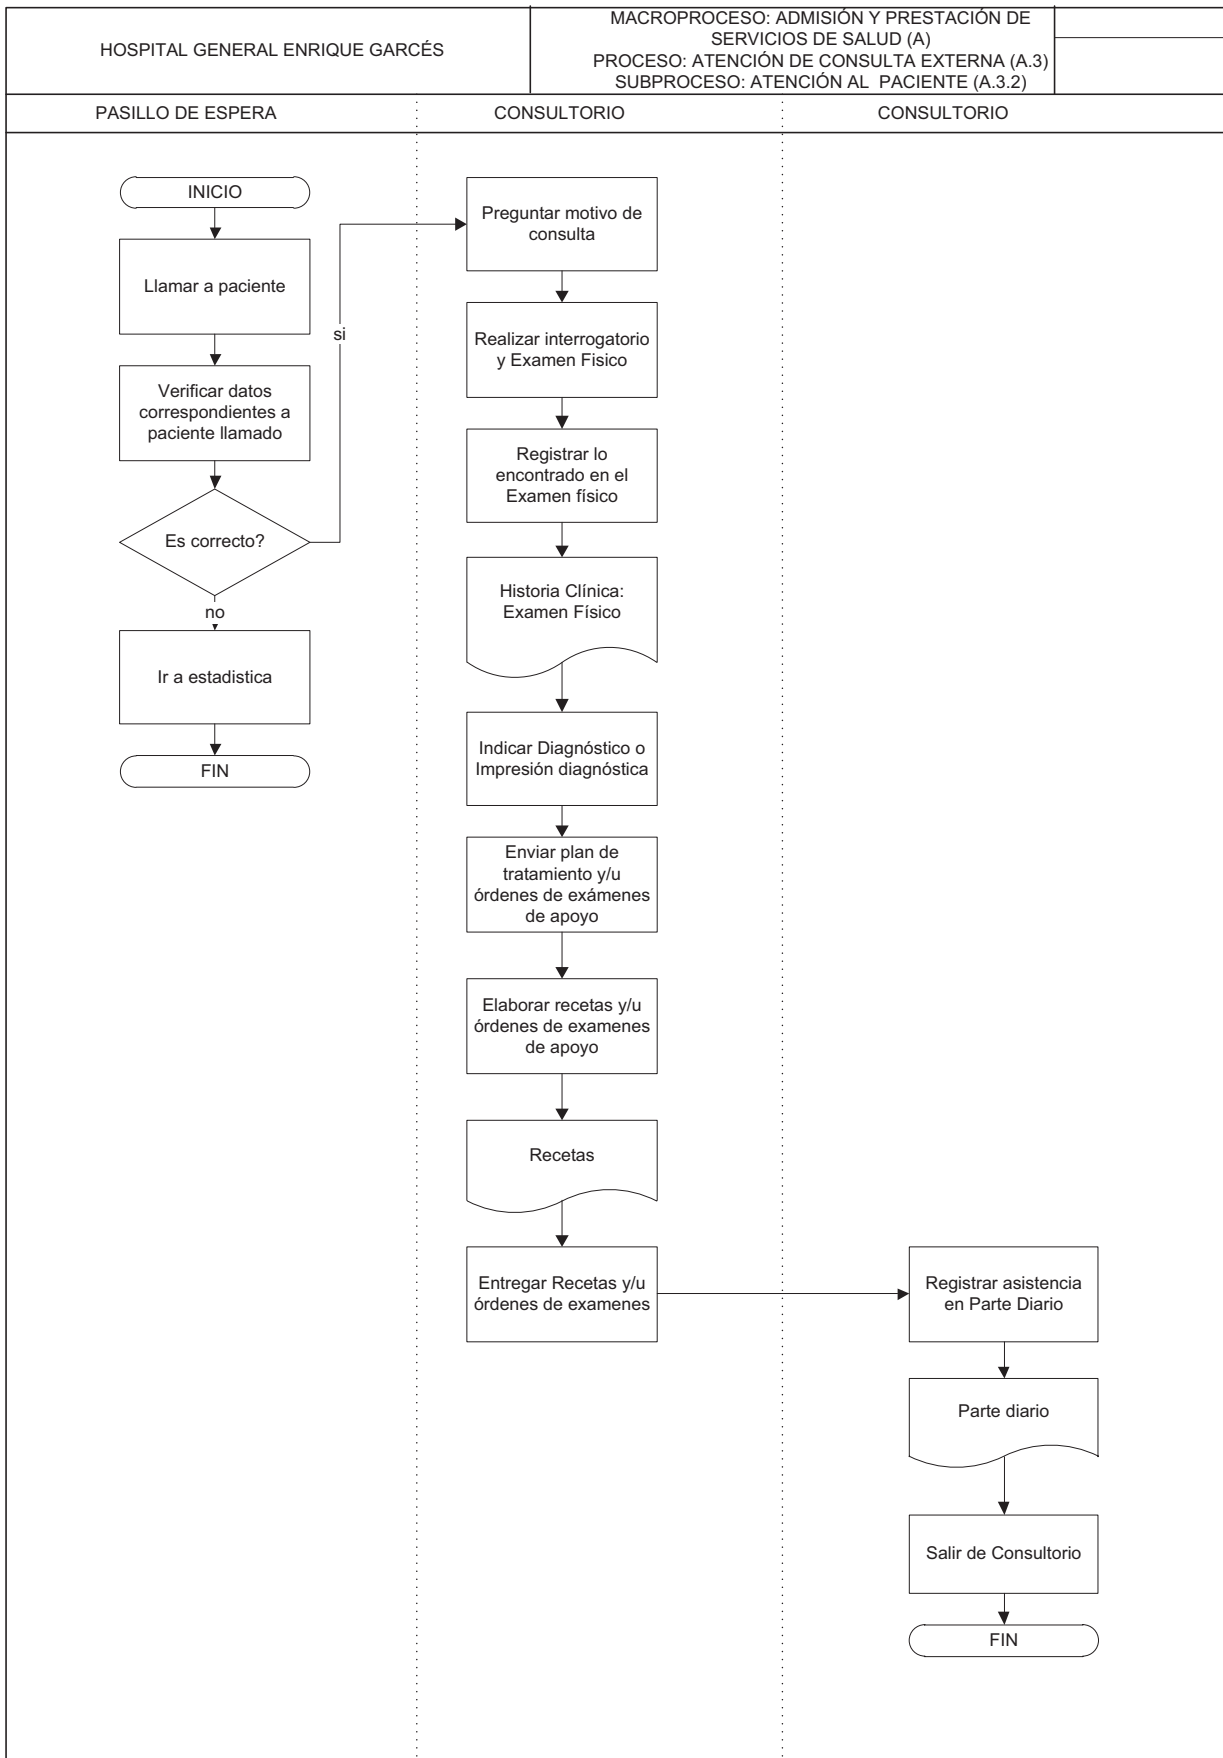 HOSPITAL GENERAL ENRIQUE GARCÉS
MACROPROCESO: ADMISIÓN Y PRESTACIÓN DE
SERVICIOS DE SALUD (A)
PROCESO: ATENCIÓN DE CONSULTA EXTERNA (A.3)
SUBPROCESO: ATENCIÓN AL PACIENTE (A.3.2)
PASILLO DE ESPERA
CONSULTORIO
CONSULTORIO
INICIO
Llamar a paciente
Verificar datos
correspondientes a
paciente llamado
Es correcto?
si
no
Ir a estadistica
FIN
Preguntar motivo de
consulta
Realizar interrogatorio
y Examen Fisico
Registrar lo
encontrado en el
Examen físico
Historia Clínica:
Examen Físico
Indicar Diagnóstico o
Impresión diagnóstica
Enviar plan de
tratamiento y/u
órdenes de exámenes
de apoyo
Elaborar recetas y/u
órdenes de examenes
de apoyo
Recetas
Entregar Recetas y/u
órdenes de examenes
Registrar asistencia
en Parte Diario
Parte diario
Salir de Consultorio
FIN